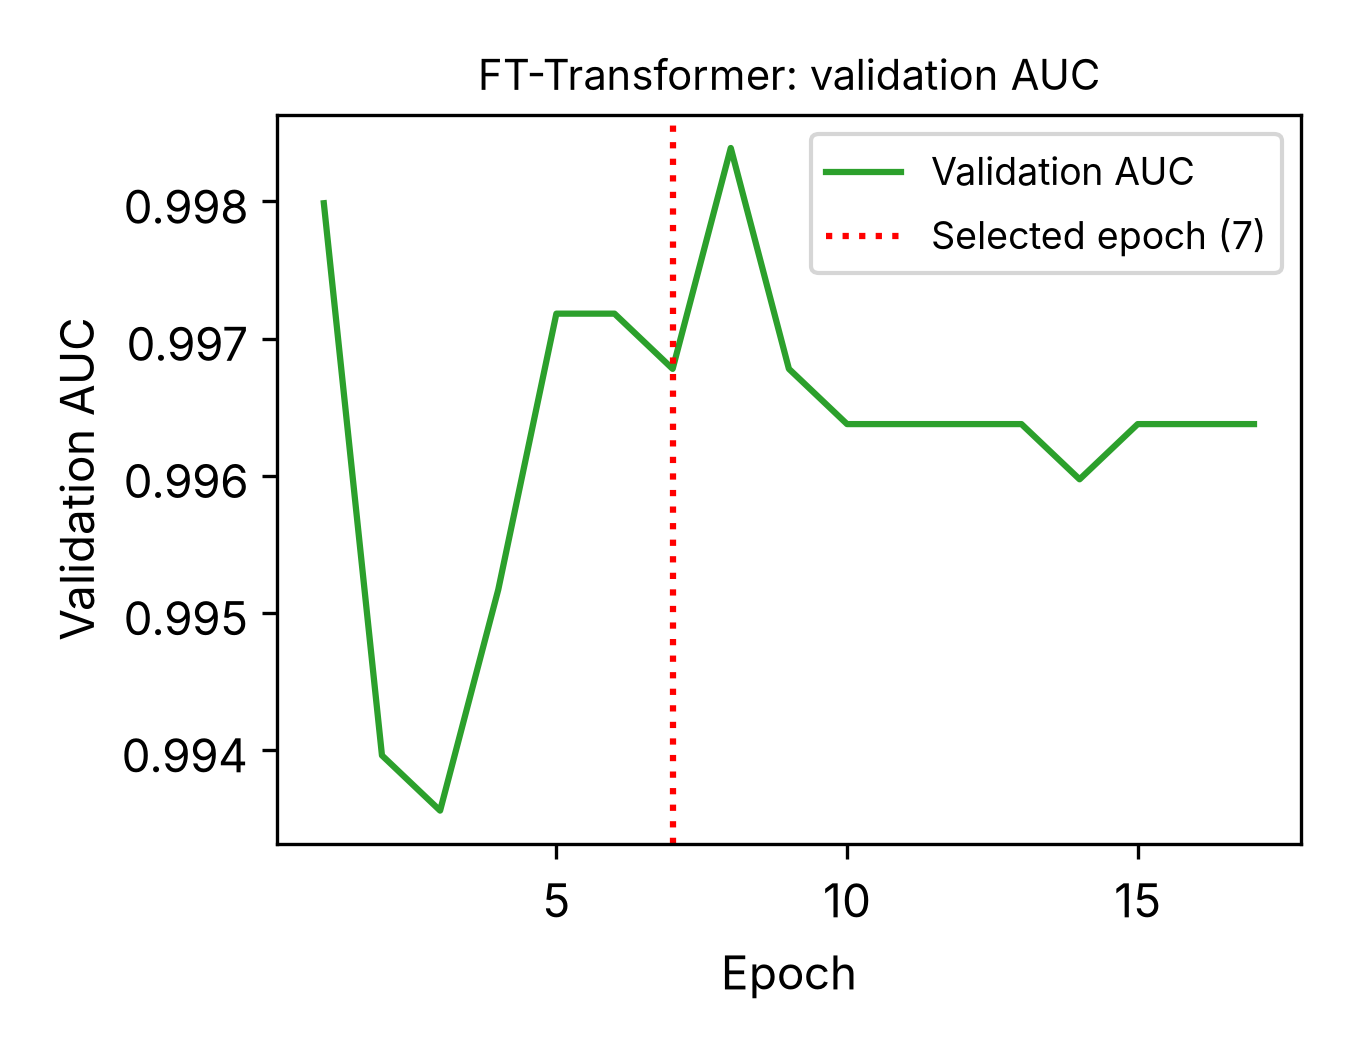 FT-Transformer: validation AUC
Validation AUC
Selected epoch (7)
Validation AUC
0.998
0.997
0.996
0.995
0.994
5 10 15
Epoch